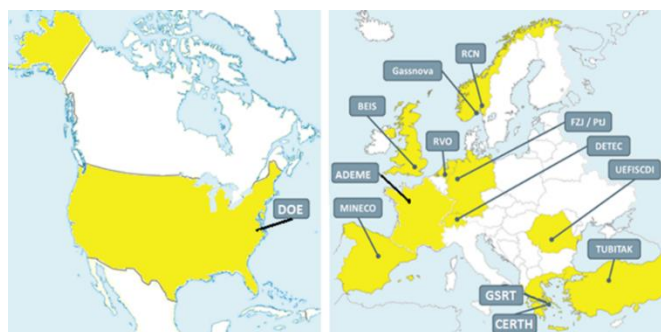 DOE
RCN
Gassnova
BEIS
RVO
FZJ / PtJ
DETEC
ADEME
UEFISCDI
MINECO
TUBITAK
GSRT
CERTH